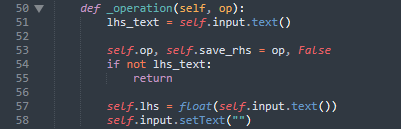 50 ▼ def _operation(self, op):
51 lhs_text = self.input.text()
52
53 self.op, self.save_rhs = op, False
54 if not lhs_text:
55 return
56
57 self.lhs = float(self.input.text())
58 self.input.setText("")